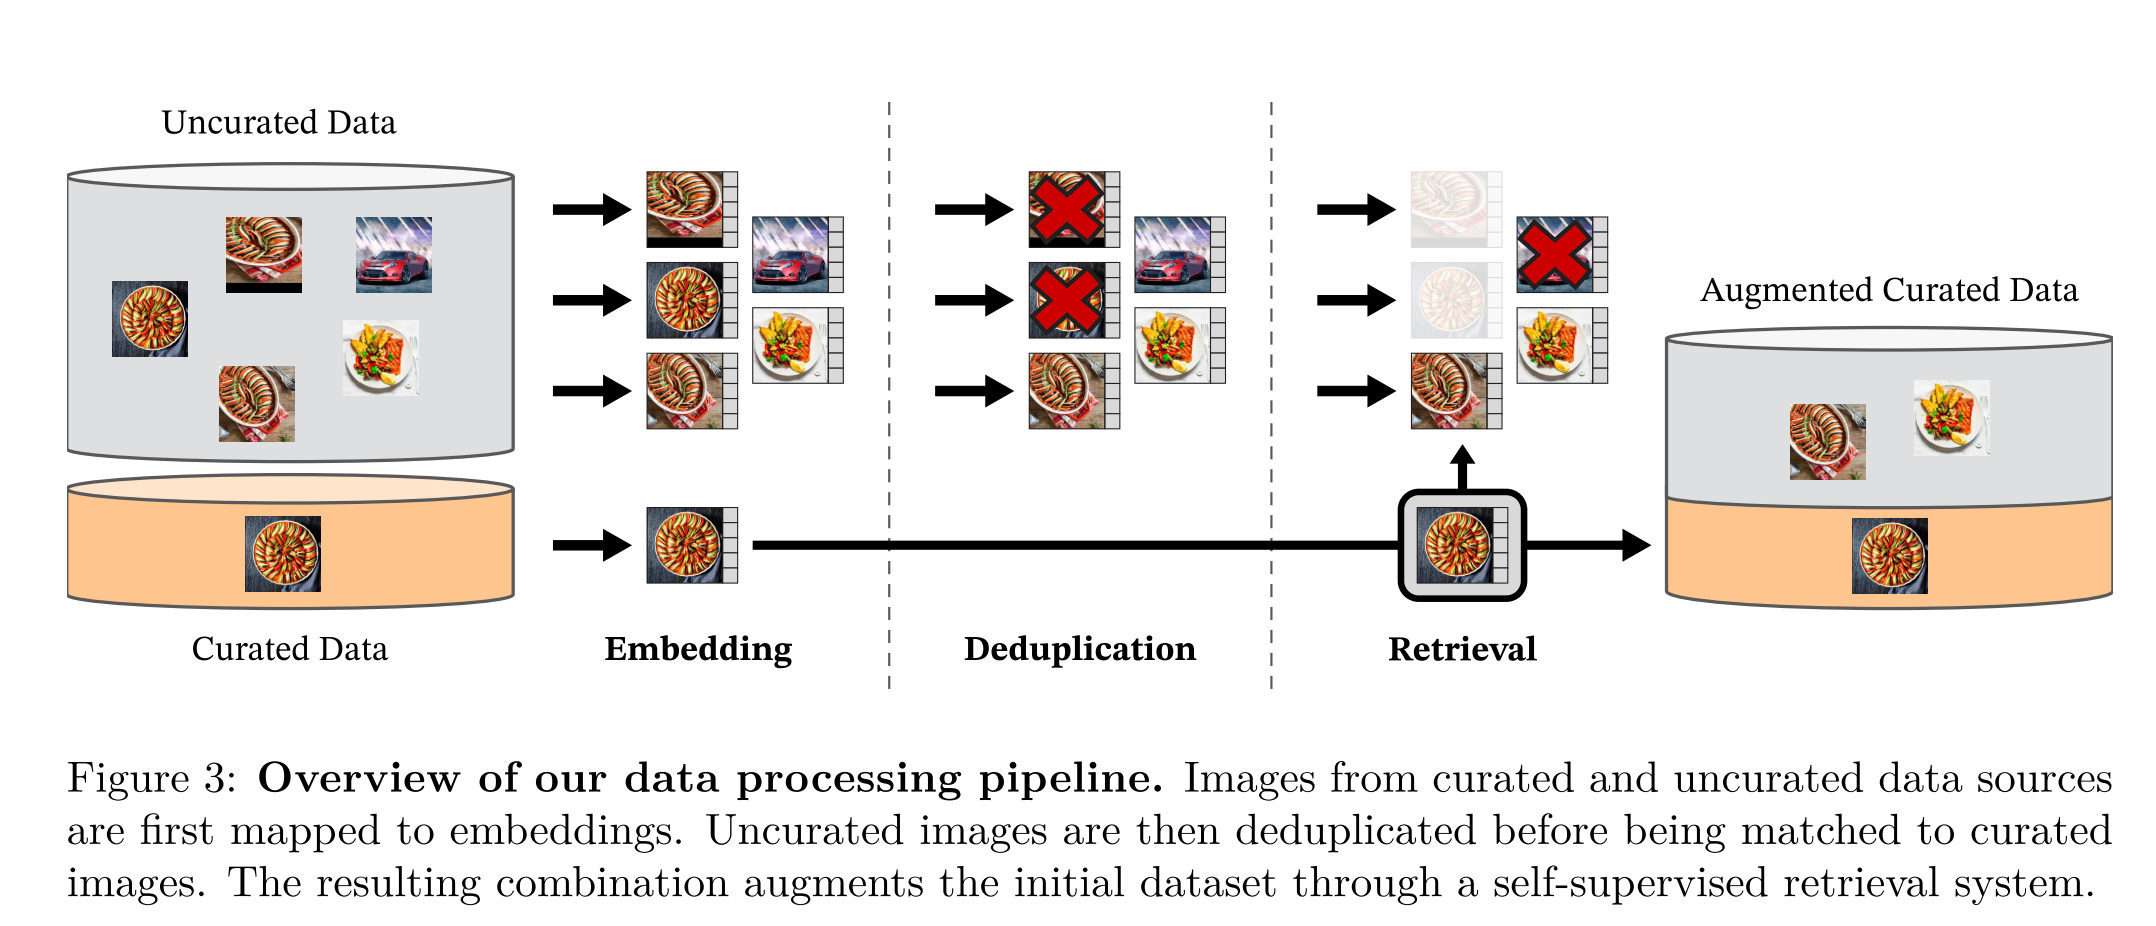 Uncurated Data
Augmented Curated Data
Curated Data
Embedding
Deduplication
Retrieval
Figure 3: Overview of our data processing pipeline. Images from curated and uncurated data sources
are first mapped to embeddings. Uncurated images are then deduplicated before being matched to curated
images. The resulting combination augments the initial dataset through a self-supervised retrieval system.